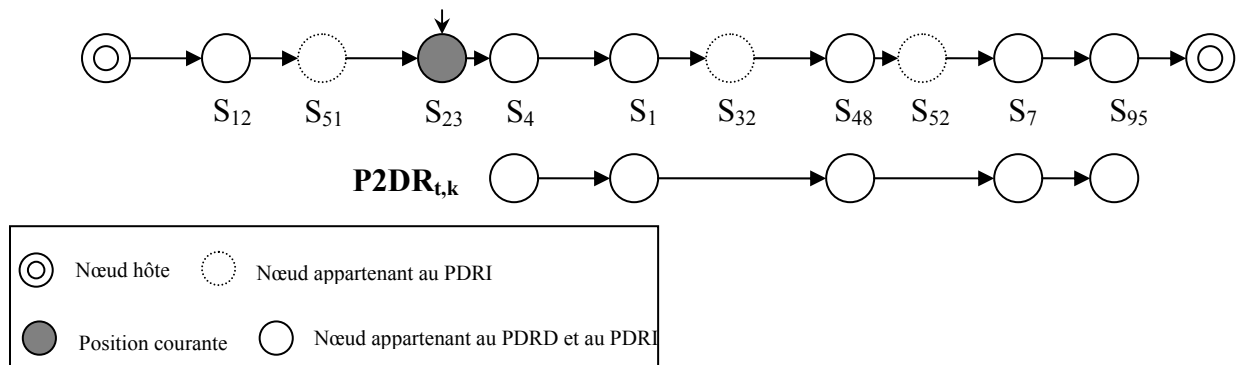 S₁₂ S₅₁ S₂₃ S₄ S₁ S₃₂ S₄₈ S₅₂ S₇ S₉₅
P2DRt,k
Nœud hôte Nœud appartenant au PDRI
Position courante Nœud appartenant au PDRD et au PDRI